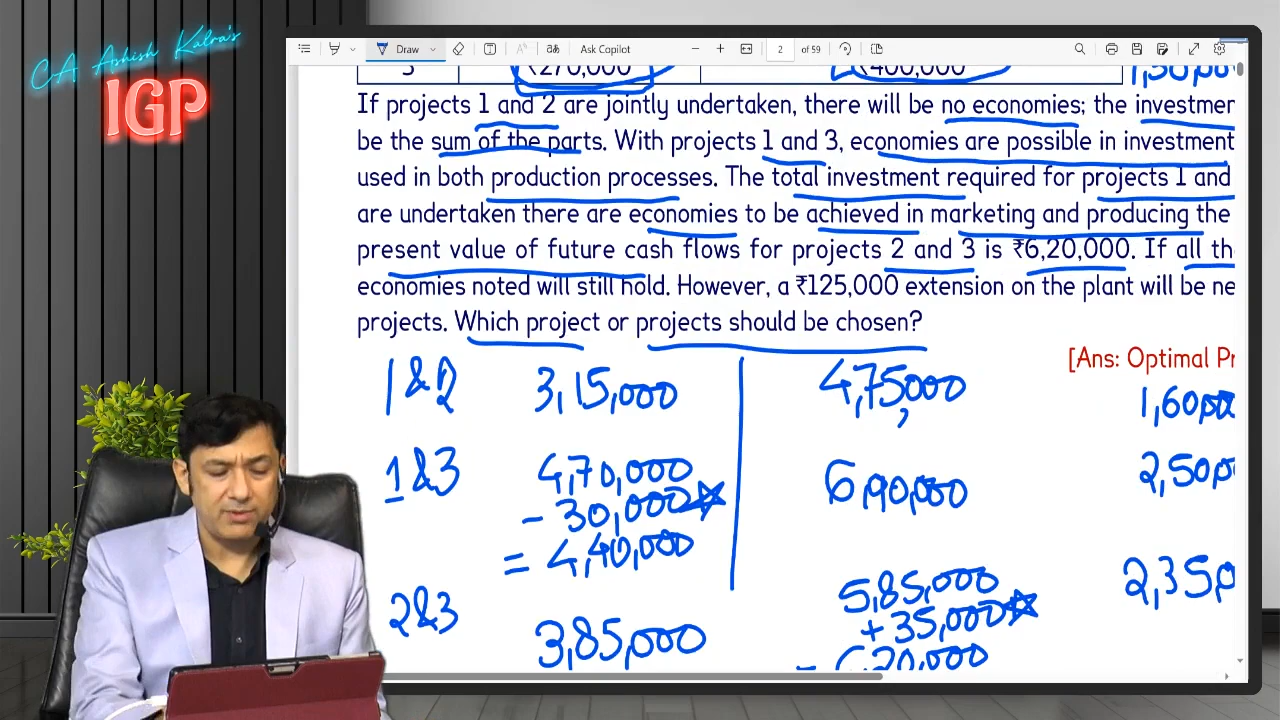 CA Ashish Kalra's
IGP
Draw
Ask Copilot
2 of 59
3 ₹270,000 ₹400,000 1,30,00
If projects 1 and 2 are jointly undertaken, there will be no economies; the investmen
be the sum of the parts. With projects 1 and 3, economies are possible in investment
used in both production processes. The total investment required for projects 1 and
are undertaken there are economies to be achieved in marketing and producing the
present value of future cash flows for projects 2 and 3 is ₹6,20,000. If all th
economies noted will still hold. However, a ₹125,000 extension on the plant will be ne
projects. Which project or projects should be chosen?
[Ans: Optimal Pr
1&2 3,15,000 4,75,000 1,60,00
1&3 4,70,000 6,90,000 2,50,0
- 30,000
= 4,40,000
2&3 3,85,000 5,85,000 2,35,0
+ 35,000
= 6,20,000